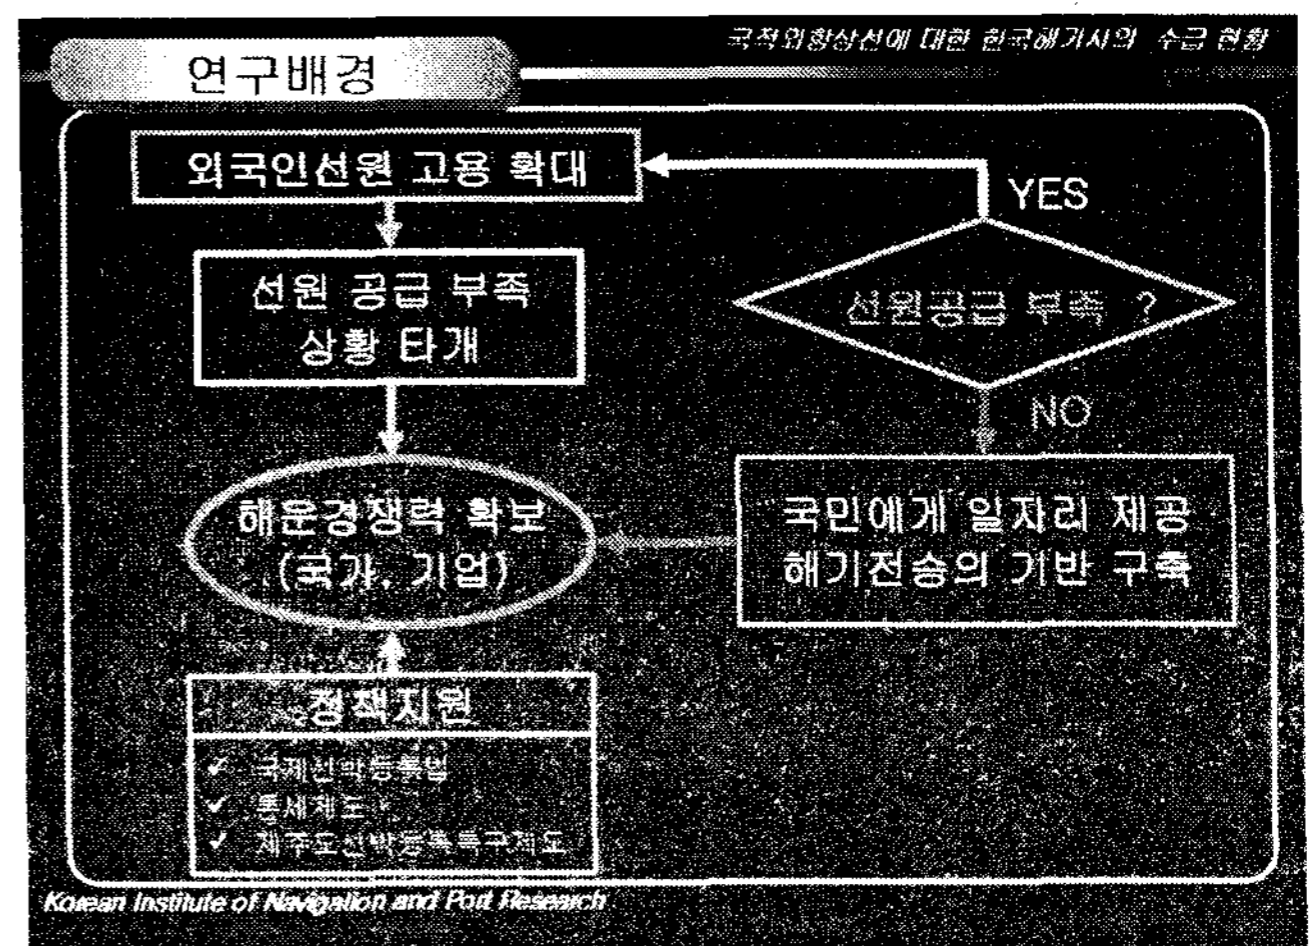 국적외항상선에 대한 한국해기사의 수급 현황
연구배경
외국인선원 고용 확대
YES
선원 공급 부족
상황 타개
선원공급 부족 ?
NO
해운경쟁력 확보
(국가, 기업)
국민에게 일자리 제공
해기전승의 기반 구축
정책지원
✓ 국제선박등록법
✓ 톤세제도
✓ 제주도선박등록특구제도
Korean Institute of Navigation and Port Research